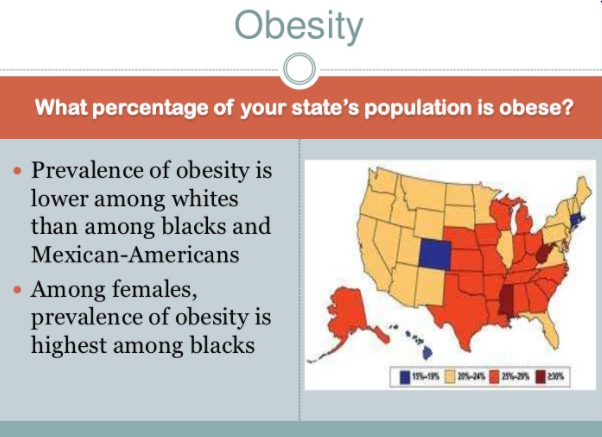 Obesity
What percentage of your state's population is obese?
• Prevalence of obesity is
lower among whites
than among blacks and
Mexican-Americans
• Among females,
prevalence of obesity is
highest among blacks
15%–19% 20%–24% 25%–29% ≥30%